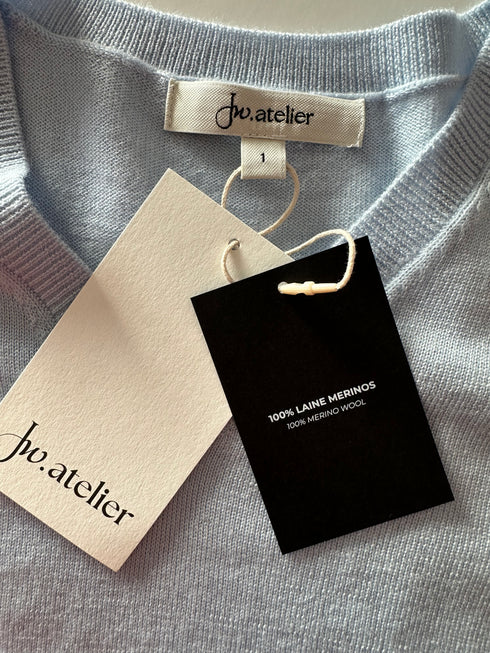 Jw.atelier
1
100% LAINE MERINOS
100% MERINO WOOL
Jw.atelier